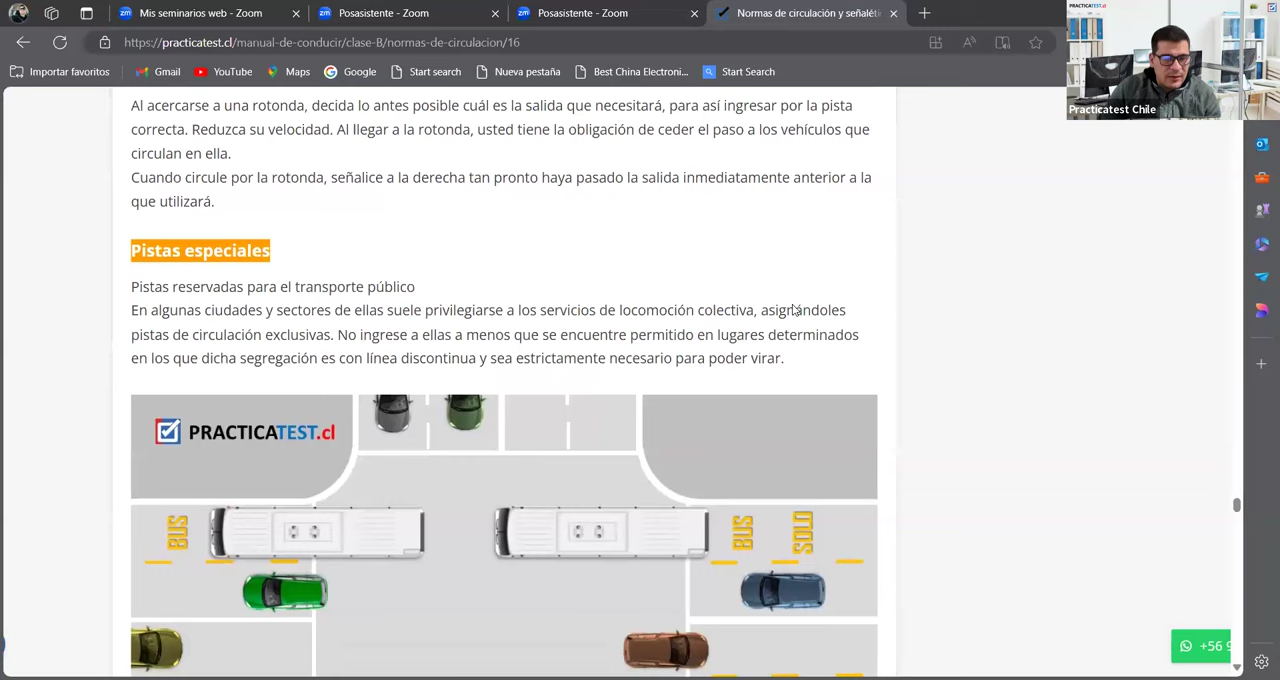 Mis seminarios web - Zoom
Posasistente - Zoom
Posasistente - Zoom
Normas de circulación y señaléti
https://practicatest.cl/manual-de-conducir/clase-B/normas-de-circulacion/16
Importar favoritos
Gmail
YouTube
Maps
Google
Start search
Nueva pestaña
Best China Electroni...
Start Search
PRACTICATEST.cl
Practicatest Chile
Al acercarse a una rotonda, decida lo antes posible cuál es la salida que necesitará, para así ingresar por la pista
correcta. Reduzca su velocidad. Al llegar a la rotonda, usted tiene la obligación de ceder el paso a los vehículos que
circulan en ella.
Cuando circule por la rotonda, señalice a la derecha tan pronto haya pasado la salida inmediatamente anterior a la
que utilizará.
Pistas especiales
Pistas reservadas para el transporte público
En algunas ciudades y sectores de ellas suele privilegiarse a los servicios de locomoción colectiva, asignándoles
pistas de circulación exclusivas. No ingrese a ellas a menos que se encuentre permitido en lugares determinados
en los que dicha segregación es con línea discontinua y sea estrictamente necesario para poder virar.
PRACTICATEST.cl
BUS
BUS
SOLO
+56 9